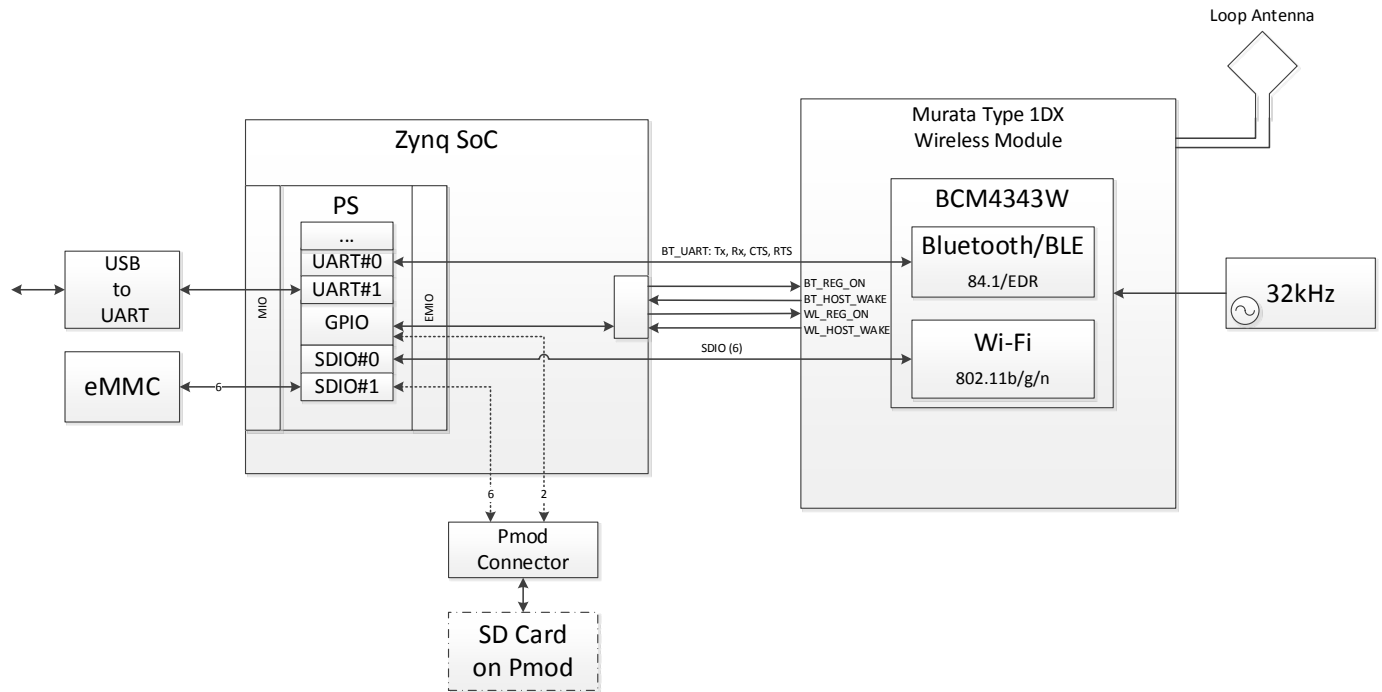 Loop Antenna
Murata Type 1DX
Wireless Module
Zynq SoC
BCM4343W
PS
...
UART#0
UART#1
GPIO
SDIO#0
SDIO#1
MIO
EMIO
USB
to
UART
eMMC
6
BT_UART: Tx, Rx, CTS, RTS
BT_REG_ON
BT_HOST_WAKE
WL_REG_ON
WL_HOST_WAKE
SDIO (6)
Bluetooth/BLE
84.1/EDR
Wi-Fi
802.11b/g/n
32kHz
6
2
Pmod
Connector
SD Card
on Pmod